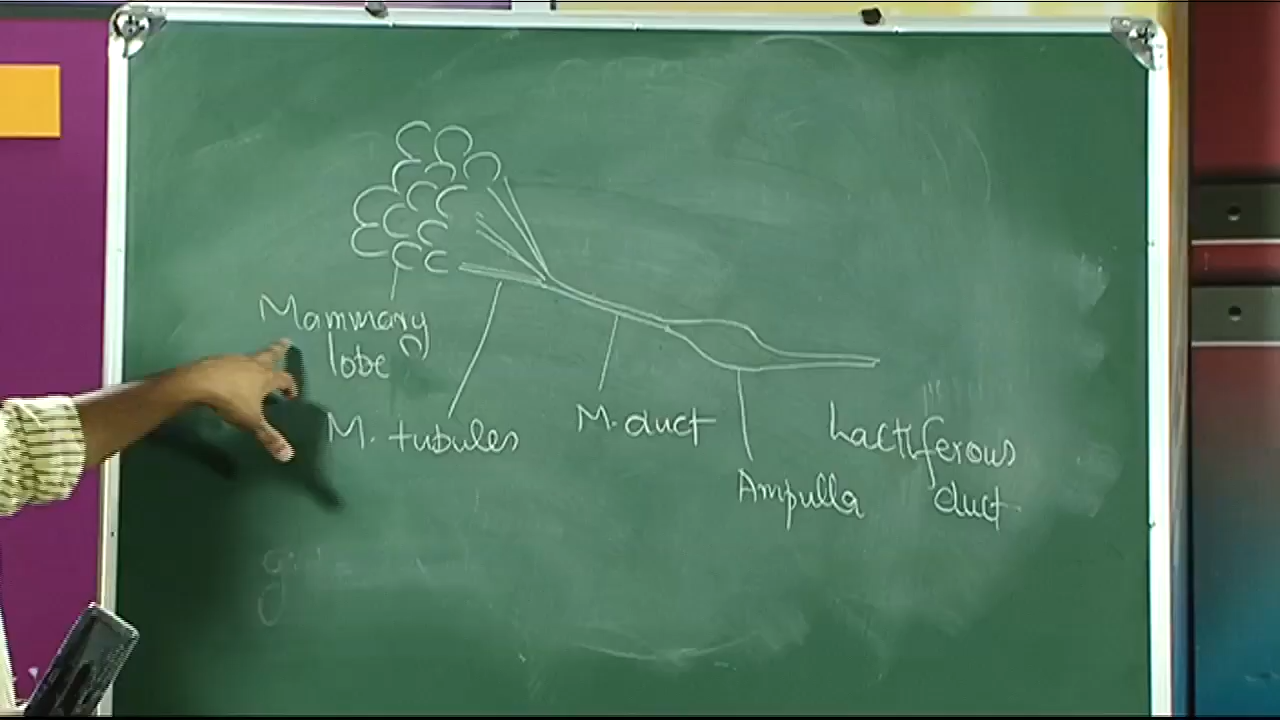 Mammary
lobe
M. tubules
M. duct
Ampulla
Lactiferous
duct